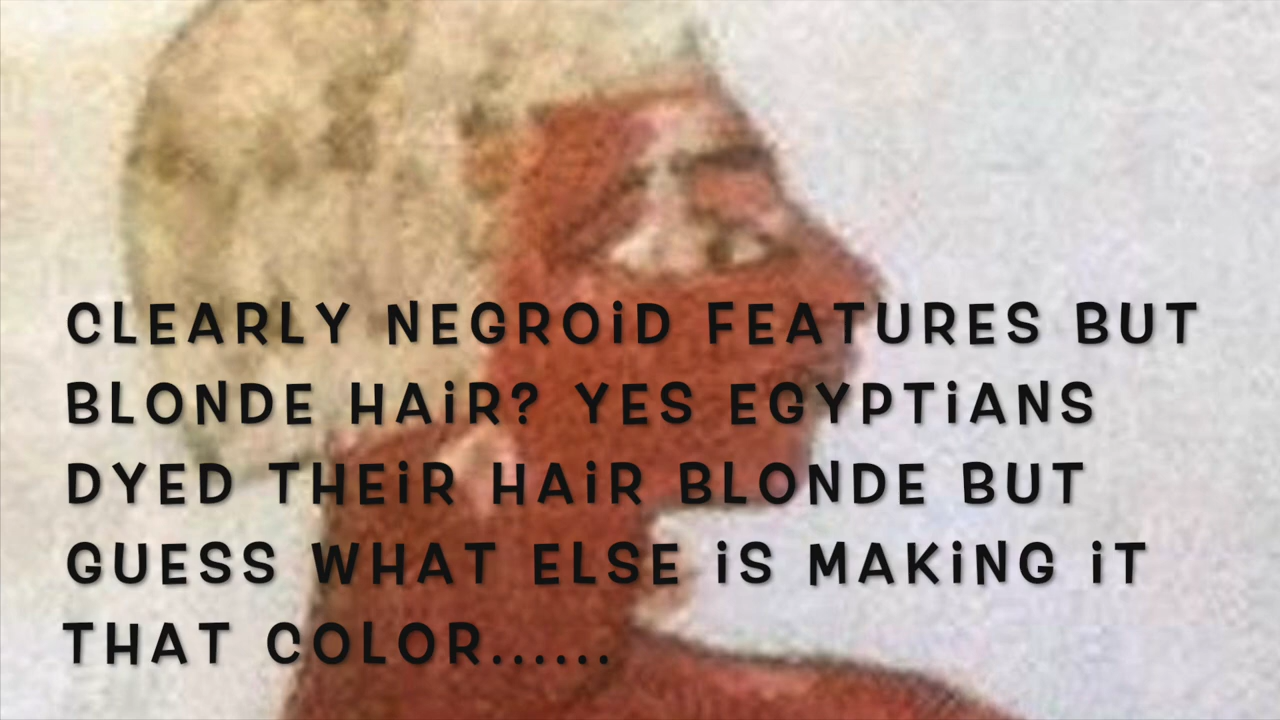 CLEARLY NEGROiD FEATURES BUT
BLONDE HAiR? YES EGYPTiANS
DYED THEiR HAiR BLONDE BUT
GUESS WHAT ELSE iS MAKiNG iT
THAT COLOR......